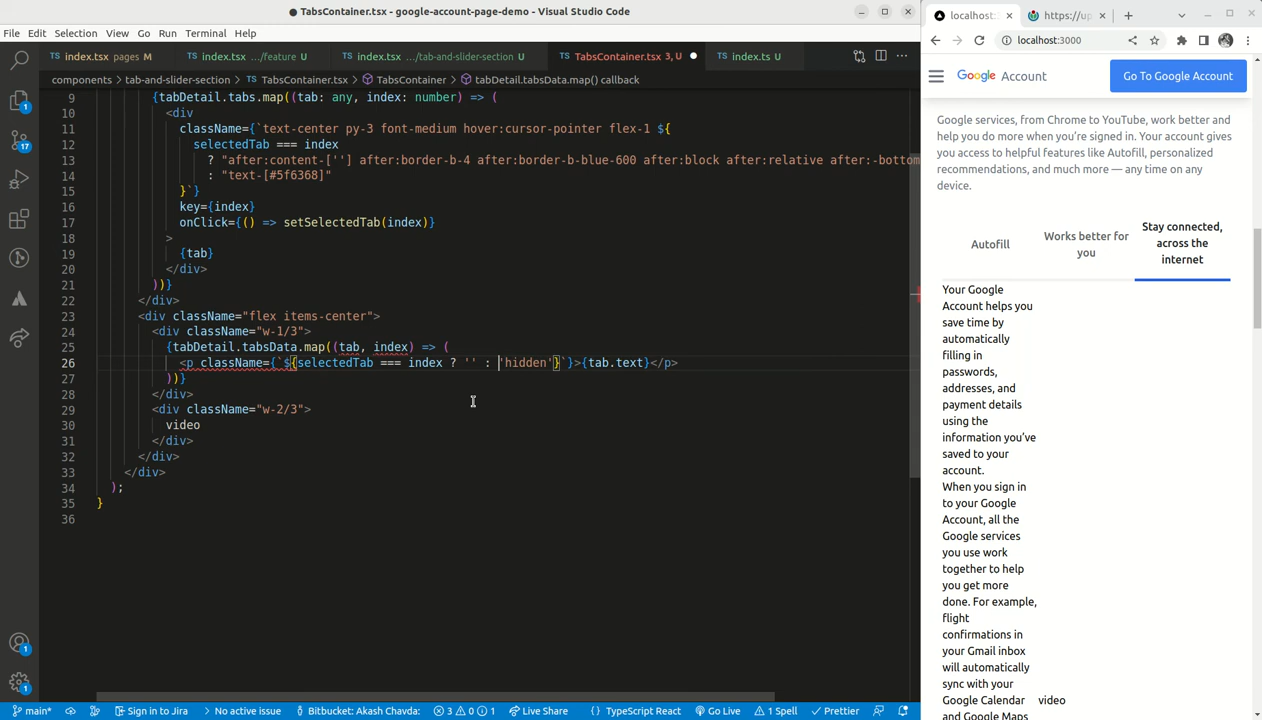 ● TabsContainer.tsx - google-account-page-demo - Visual Studio Code
File Edit Selection View Go Run Terminal Help
TS index.tsx pages M TS index.tsx .../feature U TS index.tsx .../tab-and-slider-section U TS TabsContainer.tsx 3, U ● TS index.ts U ...
components > tab-and-slider-section > TS TabsContainer.tsx > TabsContainer > tabDetail.tabsData.map() callback
9 {tabDetail.tabs.map((tab: any, index: number) => (
10 <div
11 className={`text-center py-3 font-medium hover:cursor-pointer flex-1 ${
12 selectedTab === index
13 ? "after:content-[''] after:border-b-4 after:border-b-blue-600 after:block after:relative after:-bottom
14 : "text-[#5f6368]"
15 }`}
16 key={index}
17 onClick={() => setSelectedTab(index)}
18 >
19 {tab}
20 </div>
21 ))}
22 </div>
23 <div className="flex items-center">
24 <div className="w-1/3">
25 {tabDetail.tabsData.map((tab, index) => (
26 <p className={`${selectedTab === index ? '' : 'hidden'}`}>{tab.text}</p>
27 ))}
28 </div>
29 <div className="w-2/3">
30 video
31 </div>
32 </div>
33 </div>
34 );
35 }
36
1
17
1
1
main* Sign in to Jira > No active issue Bitbucket: Akash Chavda: 3 0 1 Live Share { } TypeScript React Go Live 1 Spell Prettier
localhost: × https://up × +
localhost:3000
Google Account Go To Google Account
Google services, from Chrome to YouTube, work better and
help you do more when you're signed in. Your account gives
you access to helpful features like Autofill, personalized
recommendations, and much more — any time on any
device.
Autofill
Works better for
you
Stay connected,
across the
internet
Your Google
Account helps you
save time by
automatically
filling in
passwords,
addresses, and
payment details
using the
information you've
saved to your
account.
When you sign in
to your Google
Account, all the
Google services
you use work
together to help
you get more
done. For example,
flight
confirmations in
your Gmail inbox
will automatically
sync with your
Google Calendar video
and Google Maps